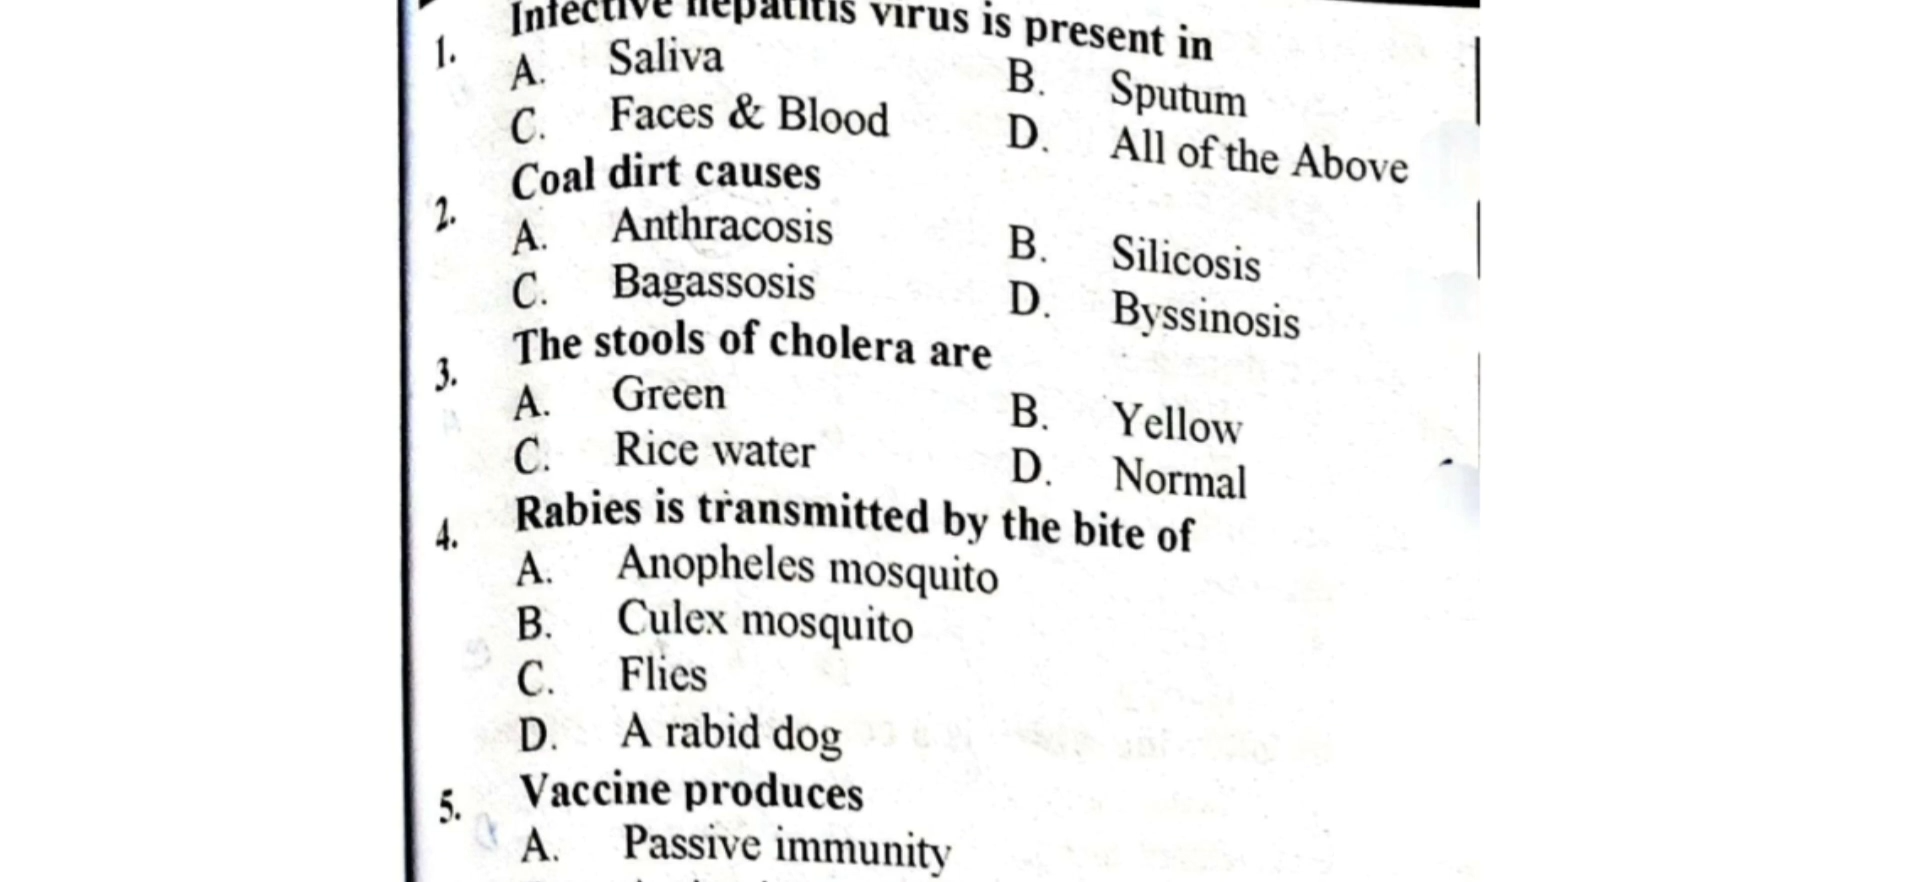 1. Infective hepatitis virus is present in
A. Saliva B. Sputum
C. Faces & Blood D. All of the Above
2. Coal dirt causes
A. Anthracosis B. Silicosis
C. Bagassosis D. Byssinosis
3. The stools of cholera are
A. Green B. Yellow
C. Rice water D. Normal
4. Rabies is transmitted by the bite of
A. Anopheles mosquito
B. Culex mosquito
C. Flies
D. A rabid dog
5. Vaccine produces
A. Passive immunity